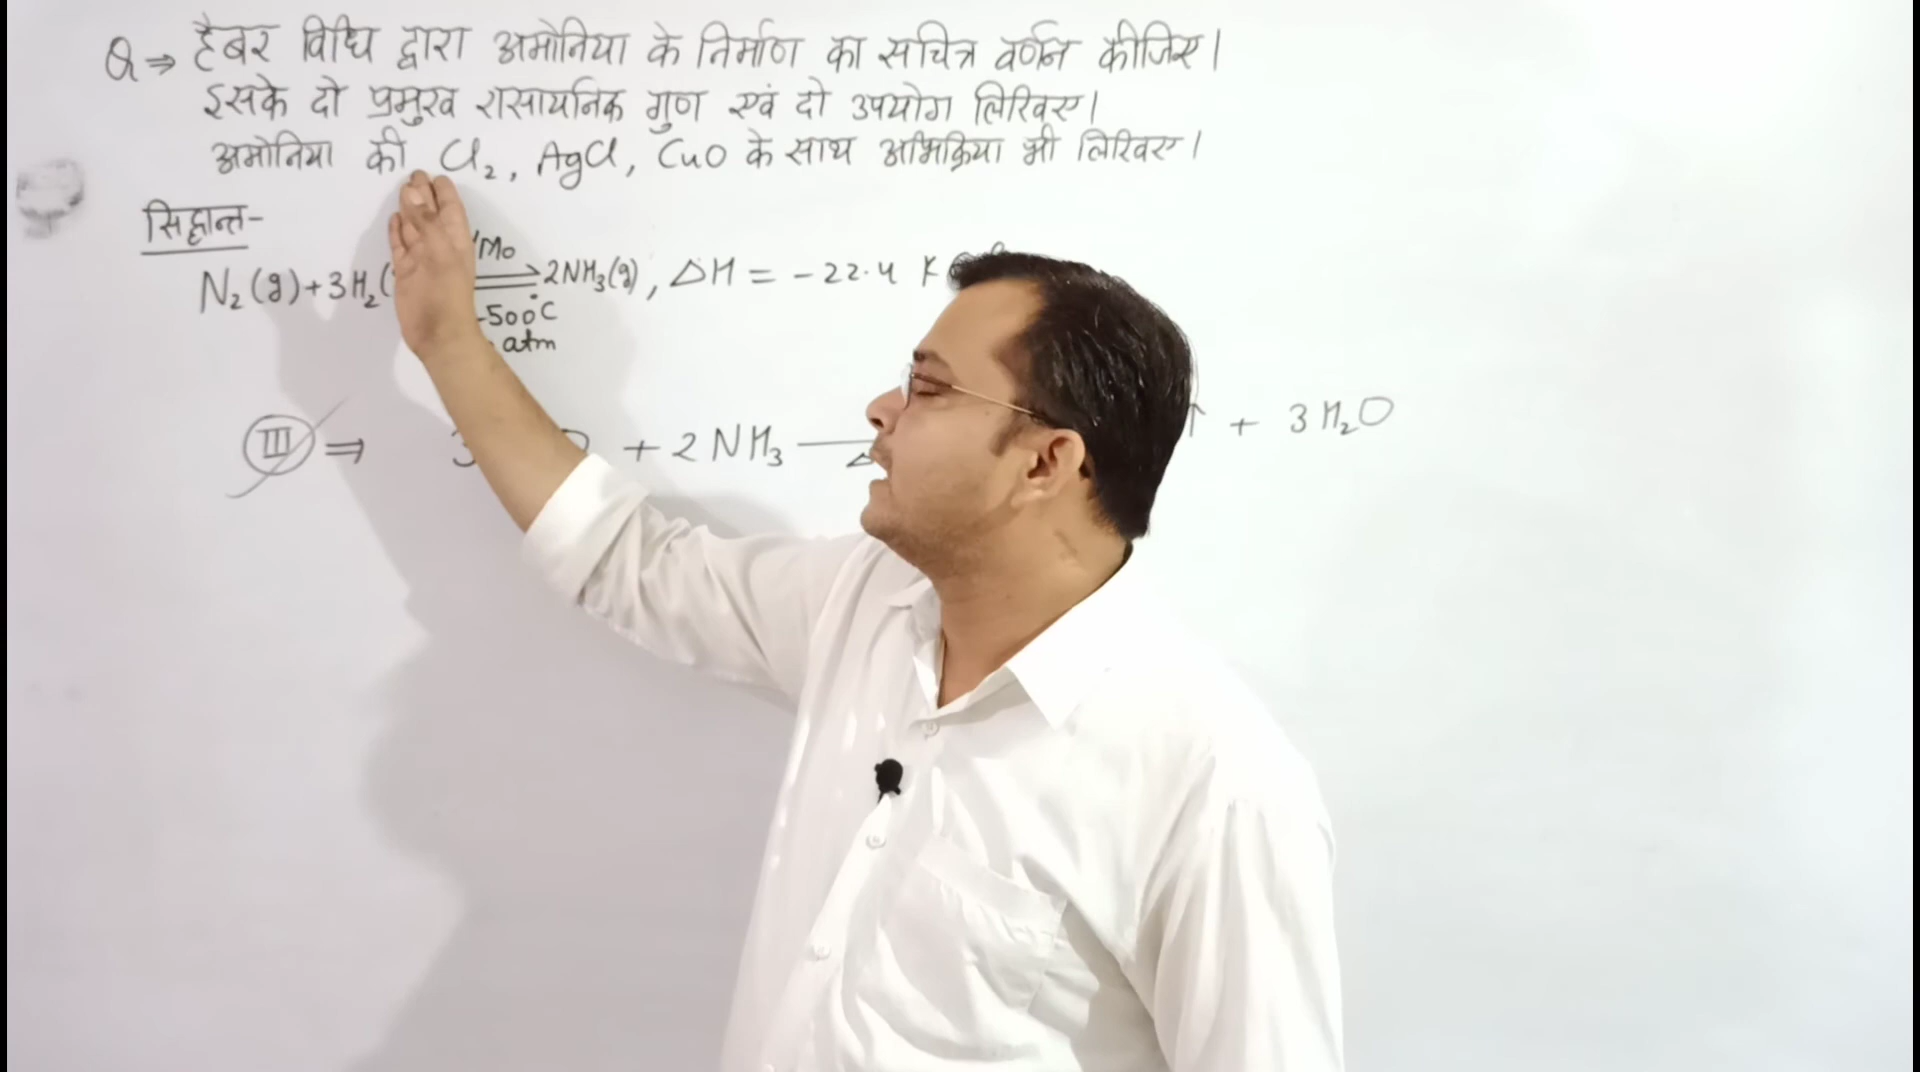 Q ⇒ हैबर विधि द्वारा अमोनिया के निर्माण का सचित्र वर्णन कीजिए।
इसके दो प्रमुख रासायनिक गुण एवं दो उपयोग लिखिए।
अमोनिया की Cl₂, AgCl, CuO के साथ अभिक्रिया भी लिखिए।
सिद्धान्त-
N₂(g)+3H₂( ⇌ 2NH₃(g), ΔH = -22.4 K
/Mo
-500°C
atm
III ⇒ 3 + 2NH₃ ↑ + 3H₂O